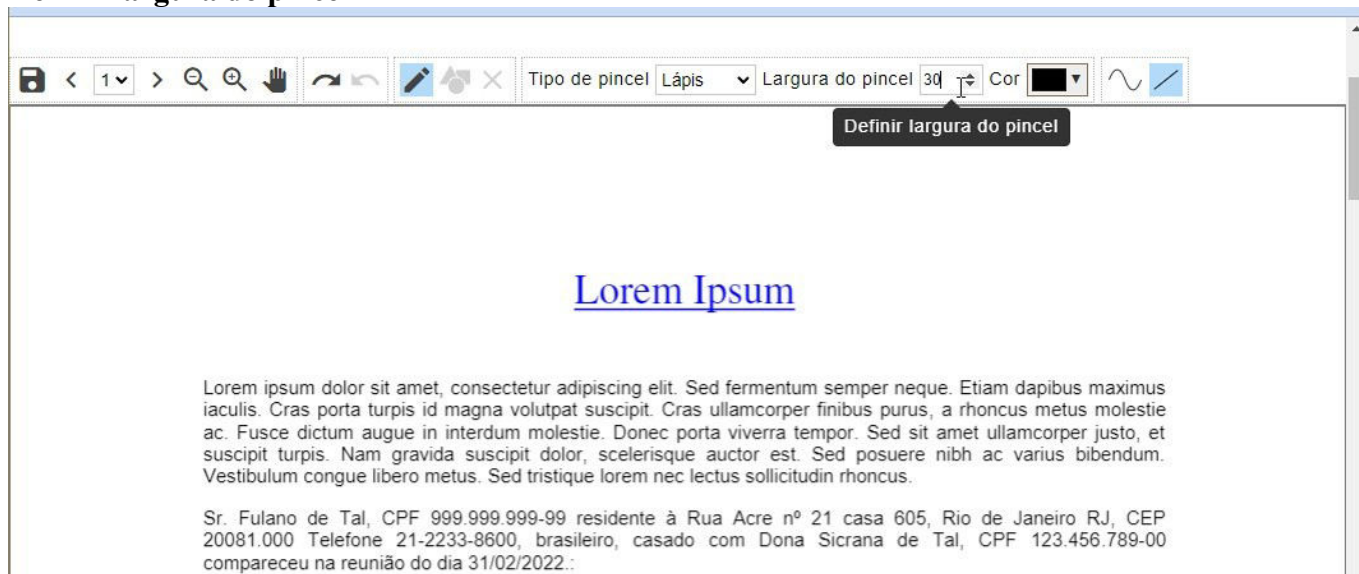 1
Tipo de pincel Lápis Largura do pincel 30 Cor
Definir largura do pincel
Lorem Ipsum
Lorem ipsum dolor sit amet, consectetur adipiscing elit. Sed fermentum semper neque. Etiam dapibus maximus
iaculis. Cras porta turpis id magna volutpat suscipit. Cras ullamcorper finibus purus, a rhoncus metus molestie
ac. Fusce dictum augue in interdum molestie. Donec porta viverra tempor. Sed sit amet ullamcorper justo, et
suscipit turpis. Nam gravida suscipit dolor, scelerisque auctor est. Sed posuere nibh ac varius bibendum.
Vestibulum congue libero metus. Sed tristique lorem nec lectus sollicitudin rhoncus.
Sr. Fulano de Tal, CPF 999.999.999-99 residente à Rua Acre nº 21 casa 605, Rio de Janeiro RJ, CEP
20081.000 Telefone 21-2233-8600, brasileiro, casado com Dona Sicrana de Tal, CPF 123.456.789-00
compareceu na reunião do dia 31/02/2022.: